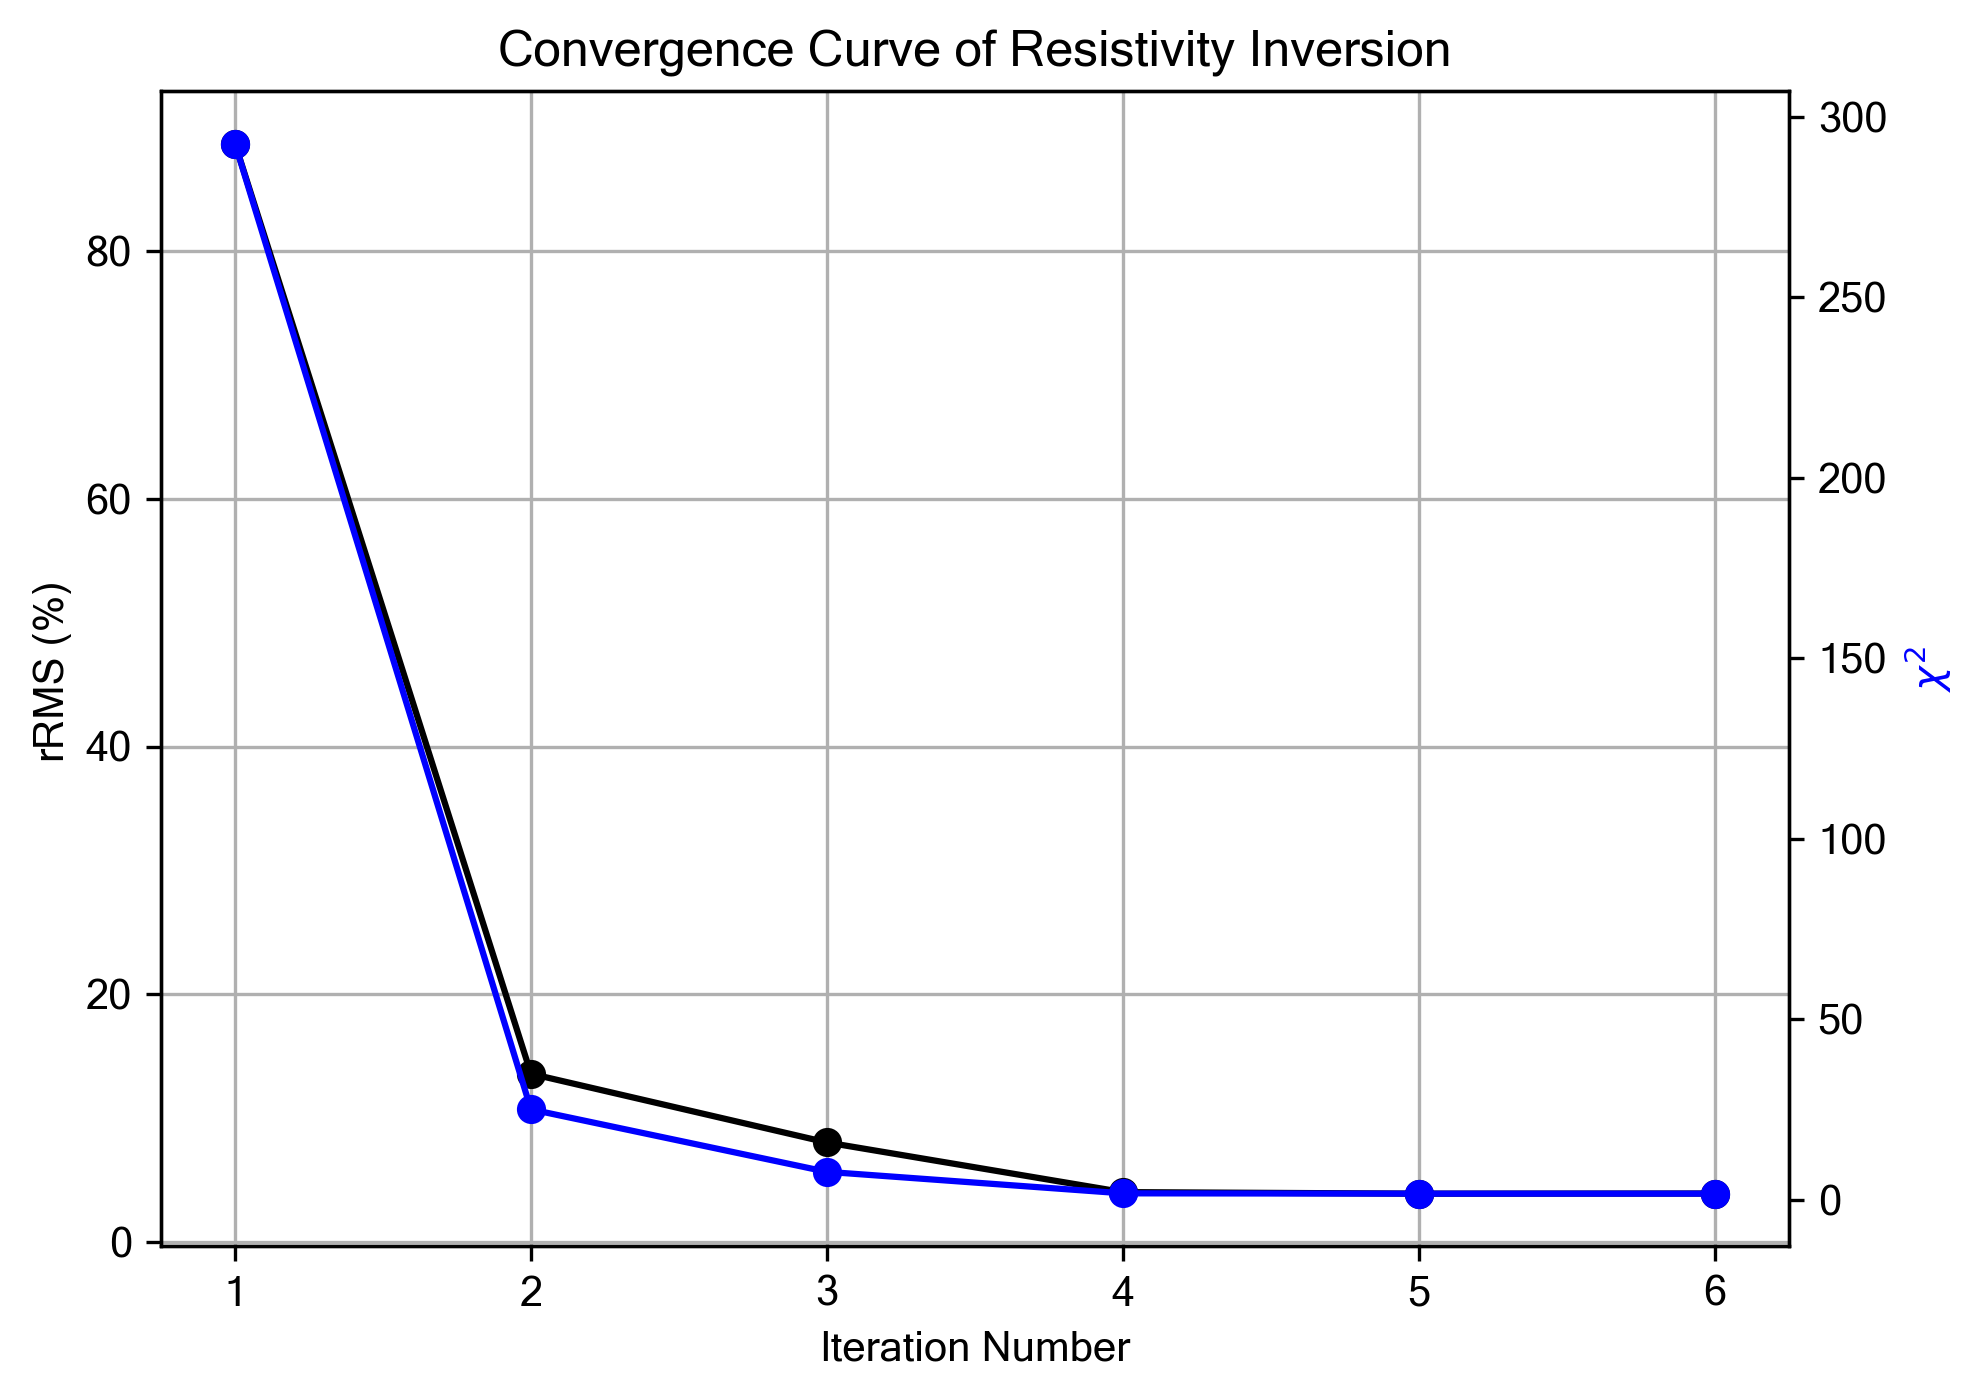 Convergence Curve of Resistivity Inversion
rRMS (%)
80
60
40
20
0
300
250
200
150
100
50
0
χ²
1 2 3 4 5 6
Iteration Number